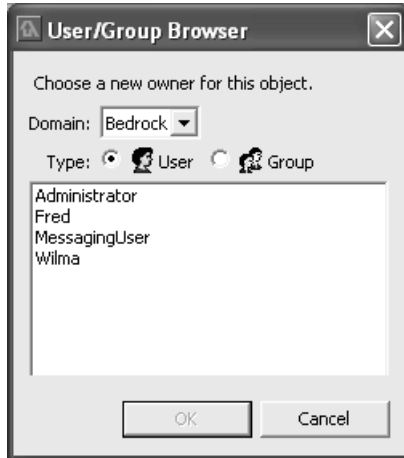 User/Group Browser
Choose a new owner for this object.
Domain: Bedrock
Type: User Group
Administrator
Fred
MessagingUser
Wilma
OK Cancel